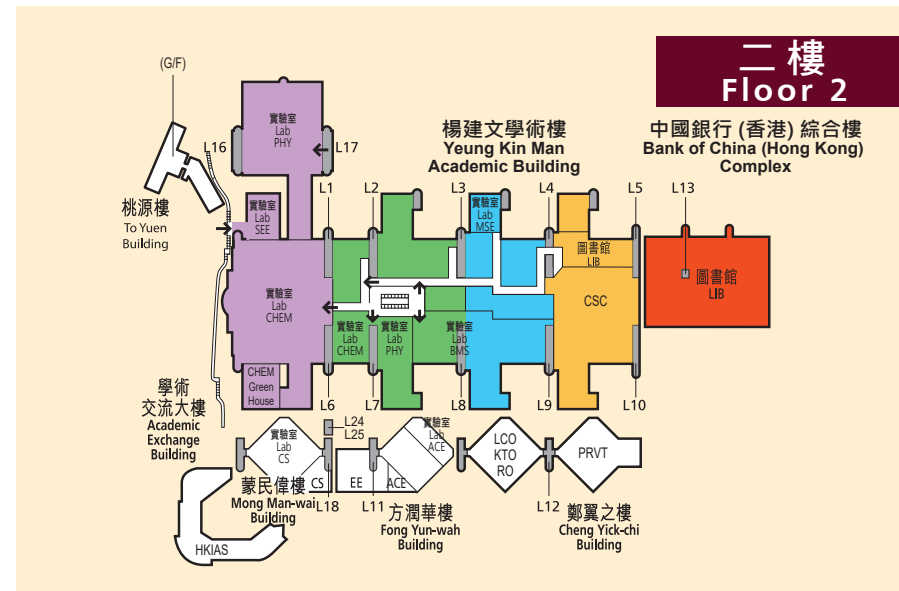 二樓
Floor 2
(G/F)
楊建文學術樓
Yeung Kin Man
Academic Building
中國銀行 (香港) 綜合樓
Bank of China (Hong Kong)
Complex
實驗室
Lab
PHY
L16
L17
桃源樓
To Yuen
Building
L1
L2
L3
L4
L5
L13
實驗室
Lab
SEE
實驗室
Lab
MSE
圖書館
LIB
圖書館
LIB
實驗室
Lab
CHEM
CSC
實驗室
Lab
CHEM
實驗室
Lab
PHY
實驗室
Lab
BMS
CHEM
Green
House
學術
交流大樓
Academic
Exchange
Building
L6
L7
L8
L9
L10
L24
L25
實驗室
Lab
CS
實驗室
Lab
ACE
LCO
KTO
RO
PRVT
CS
EE
ACE
蒙民偉樓
Mong Man-wai
Building
L18
L11
L12
方潤華樓
Fong Yun-wah
Building
鄭翼之樓
Cheng Yick-chi
Building
HKIAS